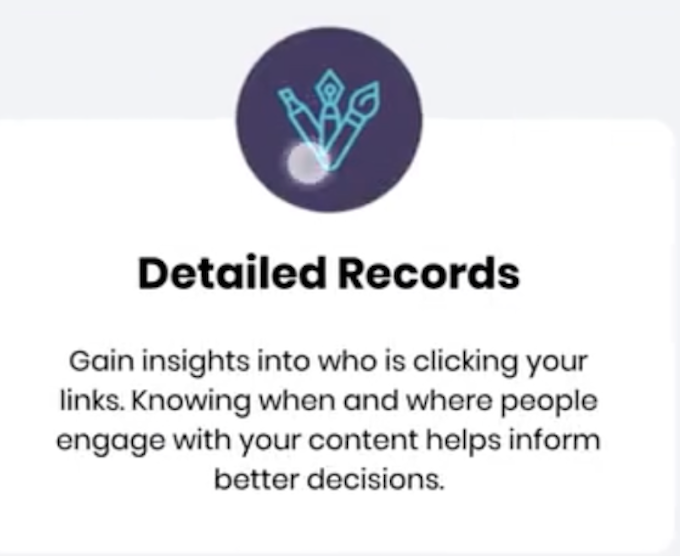 Detailed Records
Gain insights into who is clicking your
links. Knowing when and where people
engage with your content helps inform
better decisions.